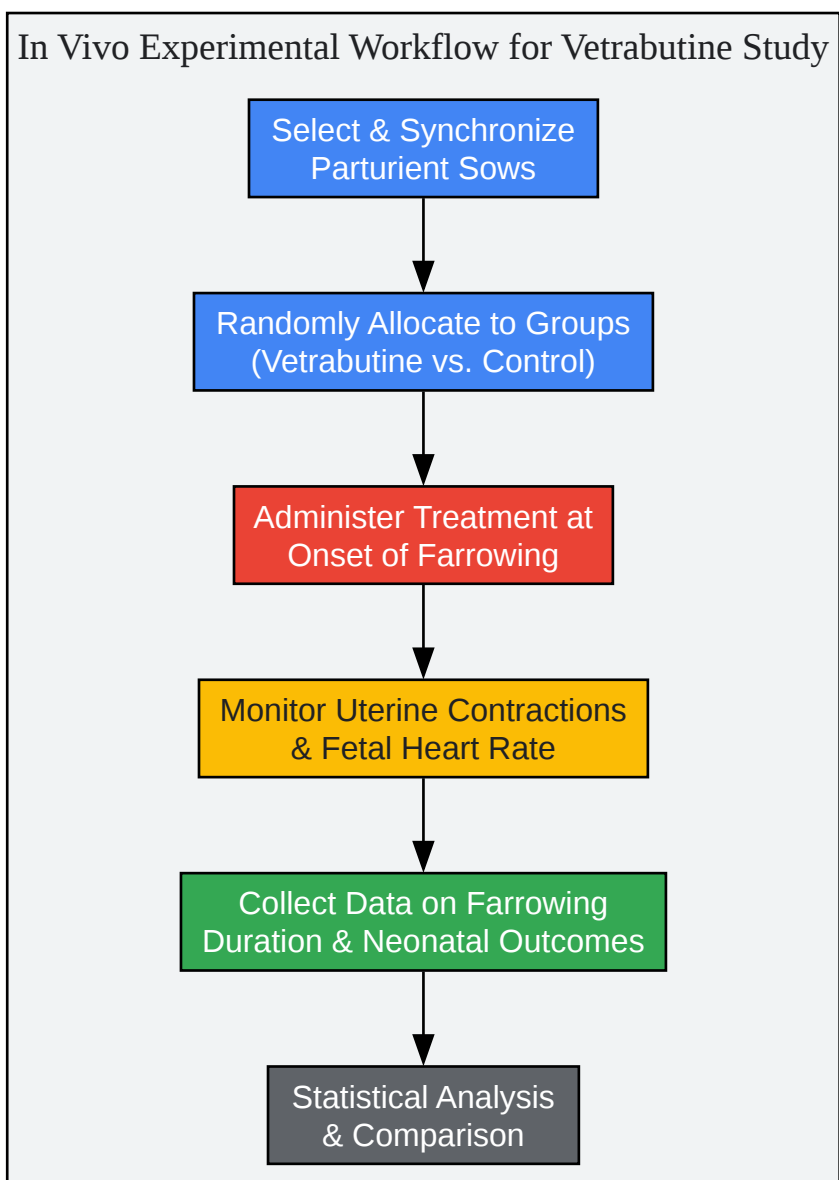 In Vivo Experimental Workflow for Vetrabutine Study
Select & Synchronize
Parturient Sows
Randomly Allocate to Groups
(Vetrabutine vs. Control)
Administer Treatment at
Onset of Farrowing
Monitor Uterine Contractions
& Fetal Heart Rate
Collect Data on Farrowing
Duration & Neonatal Outcomes
Statistical Analysis
& Comparison